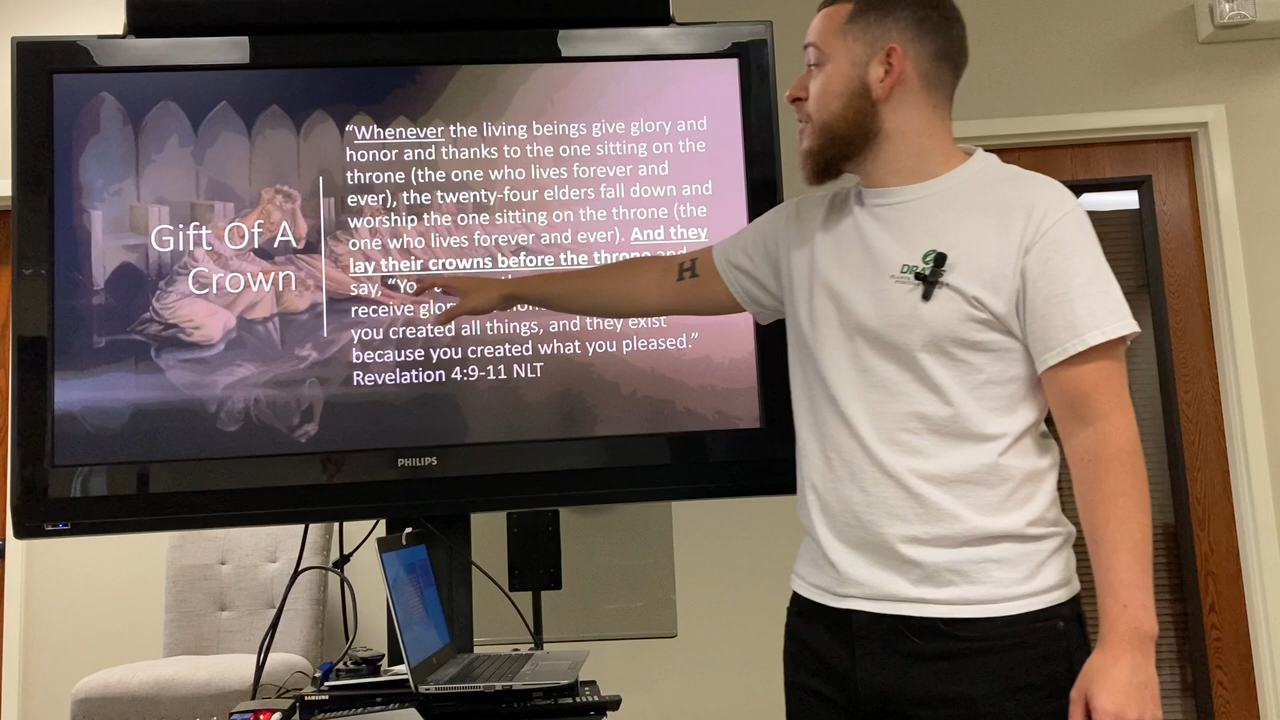 Gift Of A
Crown
“Whenever the living beings give glory and
honor and thanks to the one sitting on the
throne (the one who lives forever and
ever), the twenty-four elders fall down and
worship the one sitting on the throne (the
one who lives forever and ever). And they
lay their crowns before the throne and
say, “You
receive glory
you created all things, and they exist
because you created what you pleased.”
Revelation 4:9-11 NLT
PHILIPS
H
SAMSUNG